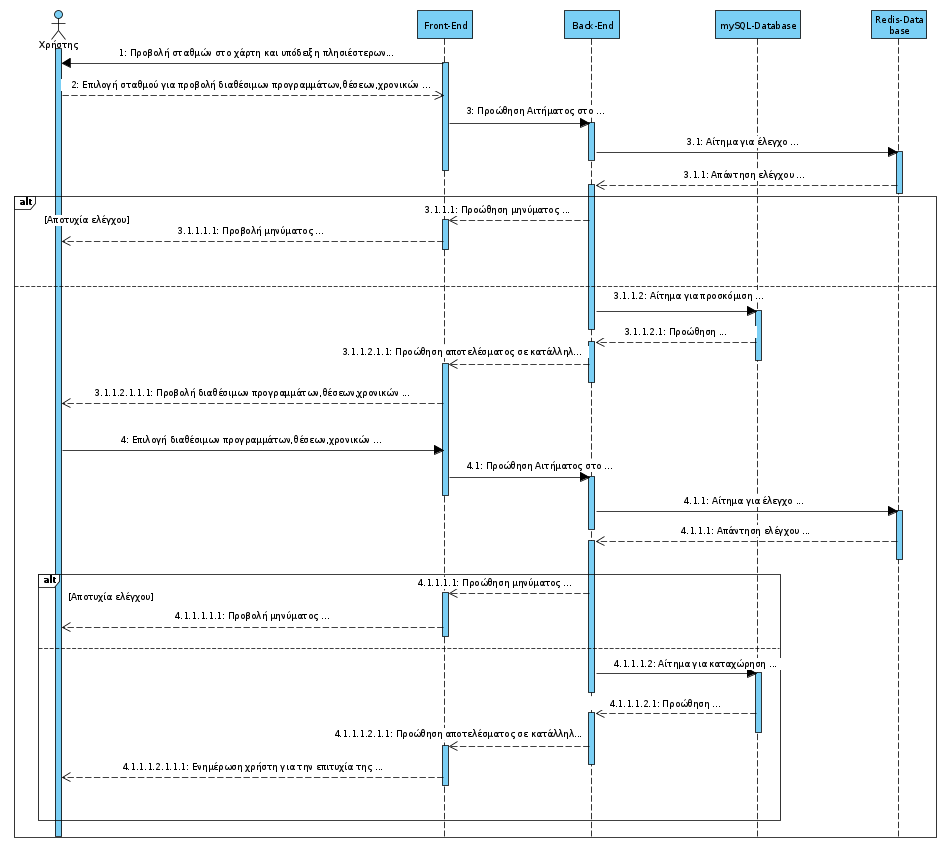 Χρήστης
Front-End
Back-End
mySQL-Database
Redis-Data
base
1: Προβολή σταθμών στο χάρτη και υπόδειξη πλησιέστερων...
2: Επιλογή σταθμού για προβολή διαθέσιμων προγραμμάτων,θέσεων,χρονικών ...
3: Προώθηση Αιτήματος στο ...
3.1: Αίτημα για έλεγχο ...
3.1.1: Απάντηση ελέγχου ...
alt
[Αποτυχία ελέγχου]
3.1.1.1: Προώθηση μηνύματος ...
3.1.1.1.1: Προβολή μηνύματος ...
3.1.1.2: Αίτημα για προσκόμιση ...
3.1.1.2.1: Προώθηση ...
3.1.1.2.1.1: Προώθηση αποτελέσματος σε κατάλληλ...
3.1.1.2.1.1.1: Προβολή διαθέσιμων προγραμμάτων,θέσεων,χρονικών ...
4: Επιλογή διαθέσιμων προγραμμάτων,θέσεων,χρονικών ...
4.1: Προώθηση Αιτήματος στο ...
4.1.1: Αίτημα για έλεγχο ...
4.1.1.1: Απάντηση ελέγχου ...
alt
[Αποτυχία ελέγχου]
4.1.1.1.1: Προώθηση μηνύματος ...
4.1.1.1.1.1: Προβολή μηνύματος ...
4.1.1.1.2: Αίτημα για καταχώρηση ...
4.1.1.1.2.1: Προώθηση ...
4.1.1.1.2.1.1: Προώθηση αποτελέσματος σε κατάλληλ...
4.1.1.1.2.1.1.1: Ενημέρωση χρήστη για την επιτυχία της ...